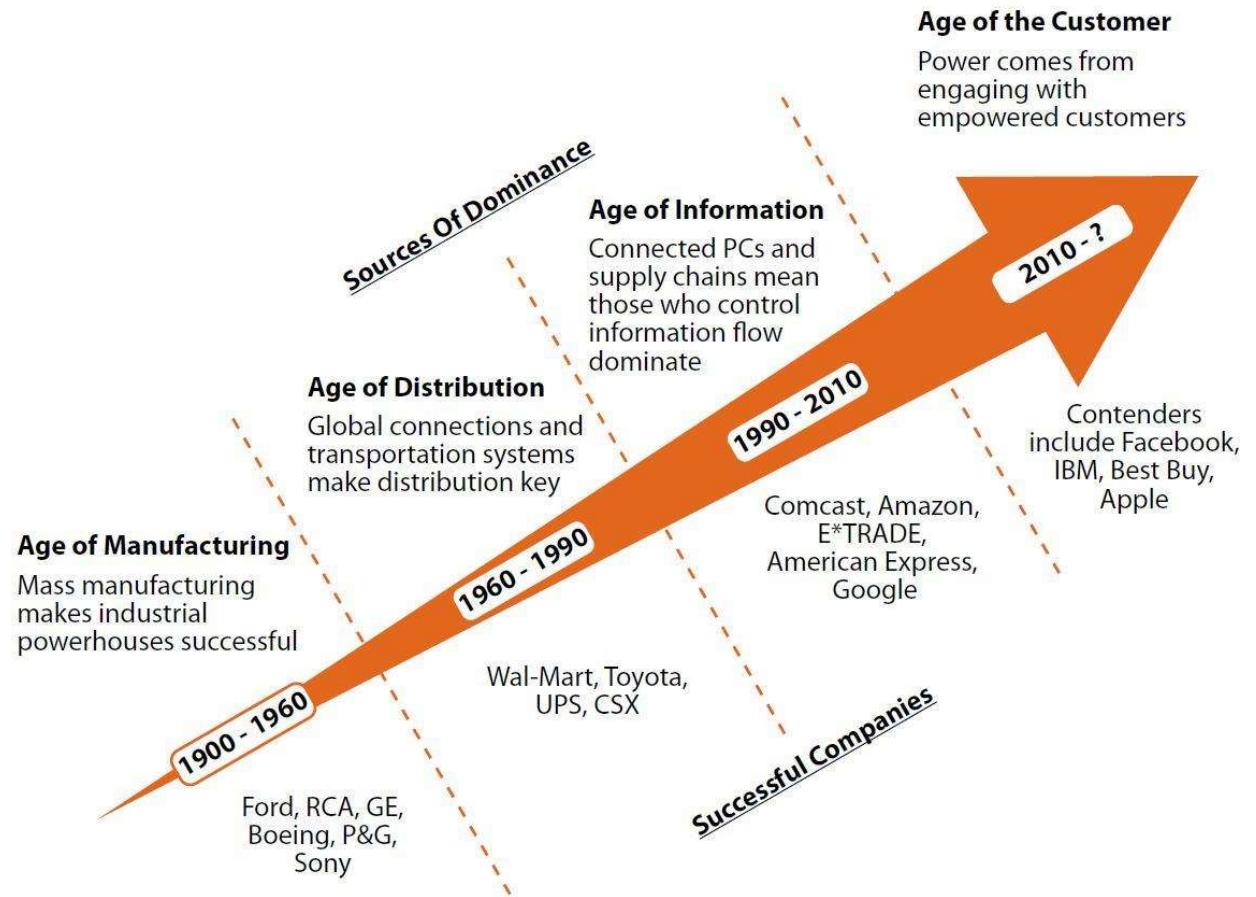 Age of the Customer
Power comes from
engaging with
empowered customers
Sources Of Dominance
Age of Information
Connected PCs and
supply chains mean
those who control
information flow
dominate
2010 - ?
Age of Distribution
Global connections and
transportation systems
make distribution key
1990 - 2010
Contenders
include Facebook,
IBM, Best Buy,
Apple
Age of Manufacturing
Mass manufacturing
makes industrial
powerhouses successful
1960 - 1990
Comcast, Amazon,
E*TRADE,
American Express,
Google
1900 - 1960
Wal-Mart, Toyota,
UPS, CSX
Successful Companies
Ford, RCA, GE,
Boeing, P&G,
Sony